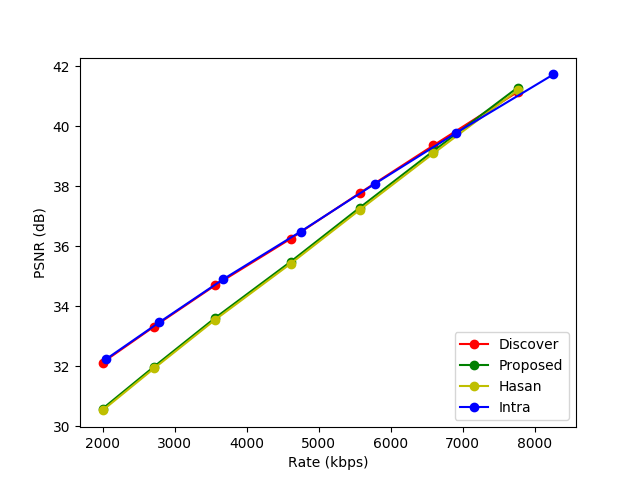 42
40
38
36
34
32
30
PSNR (dB)
2000 3000 4000 5000 6000 7000 8000
Rate (kbps)
Discover
Proposed
Hasan
Intra